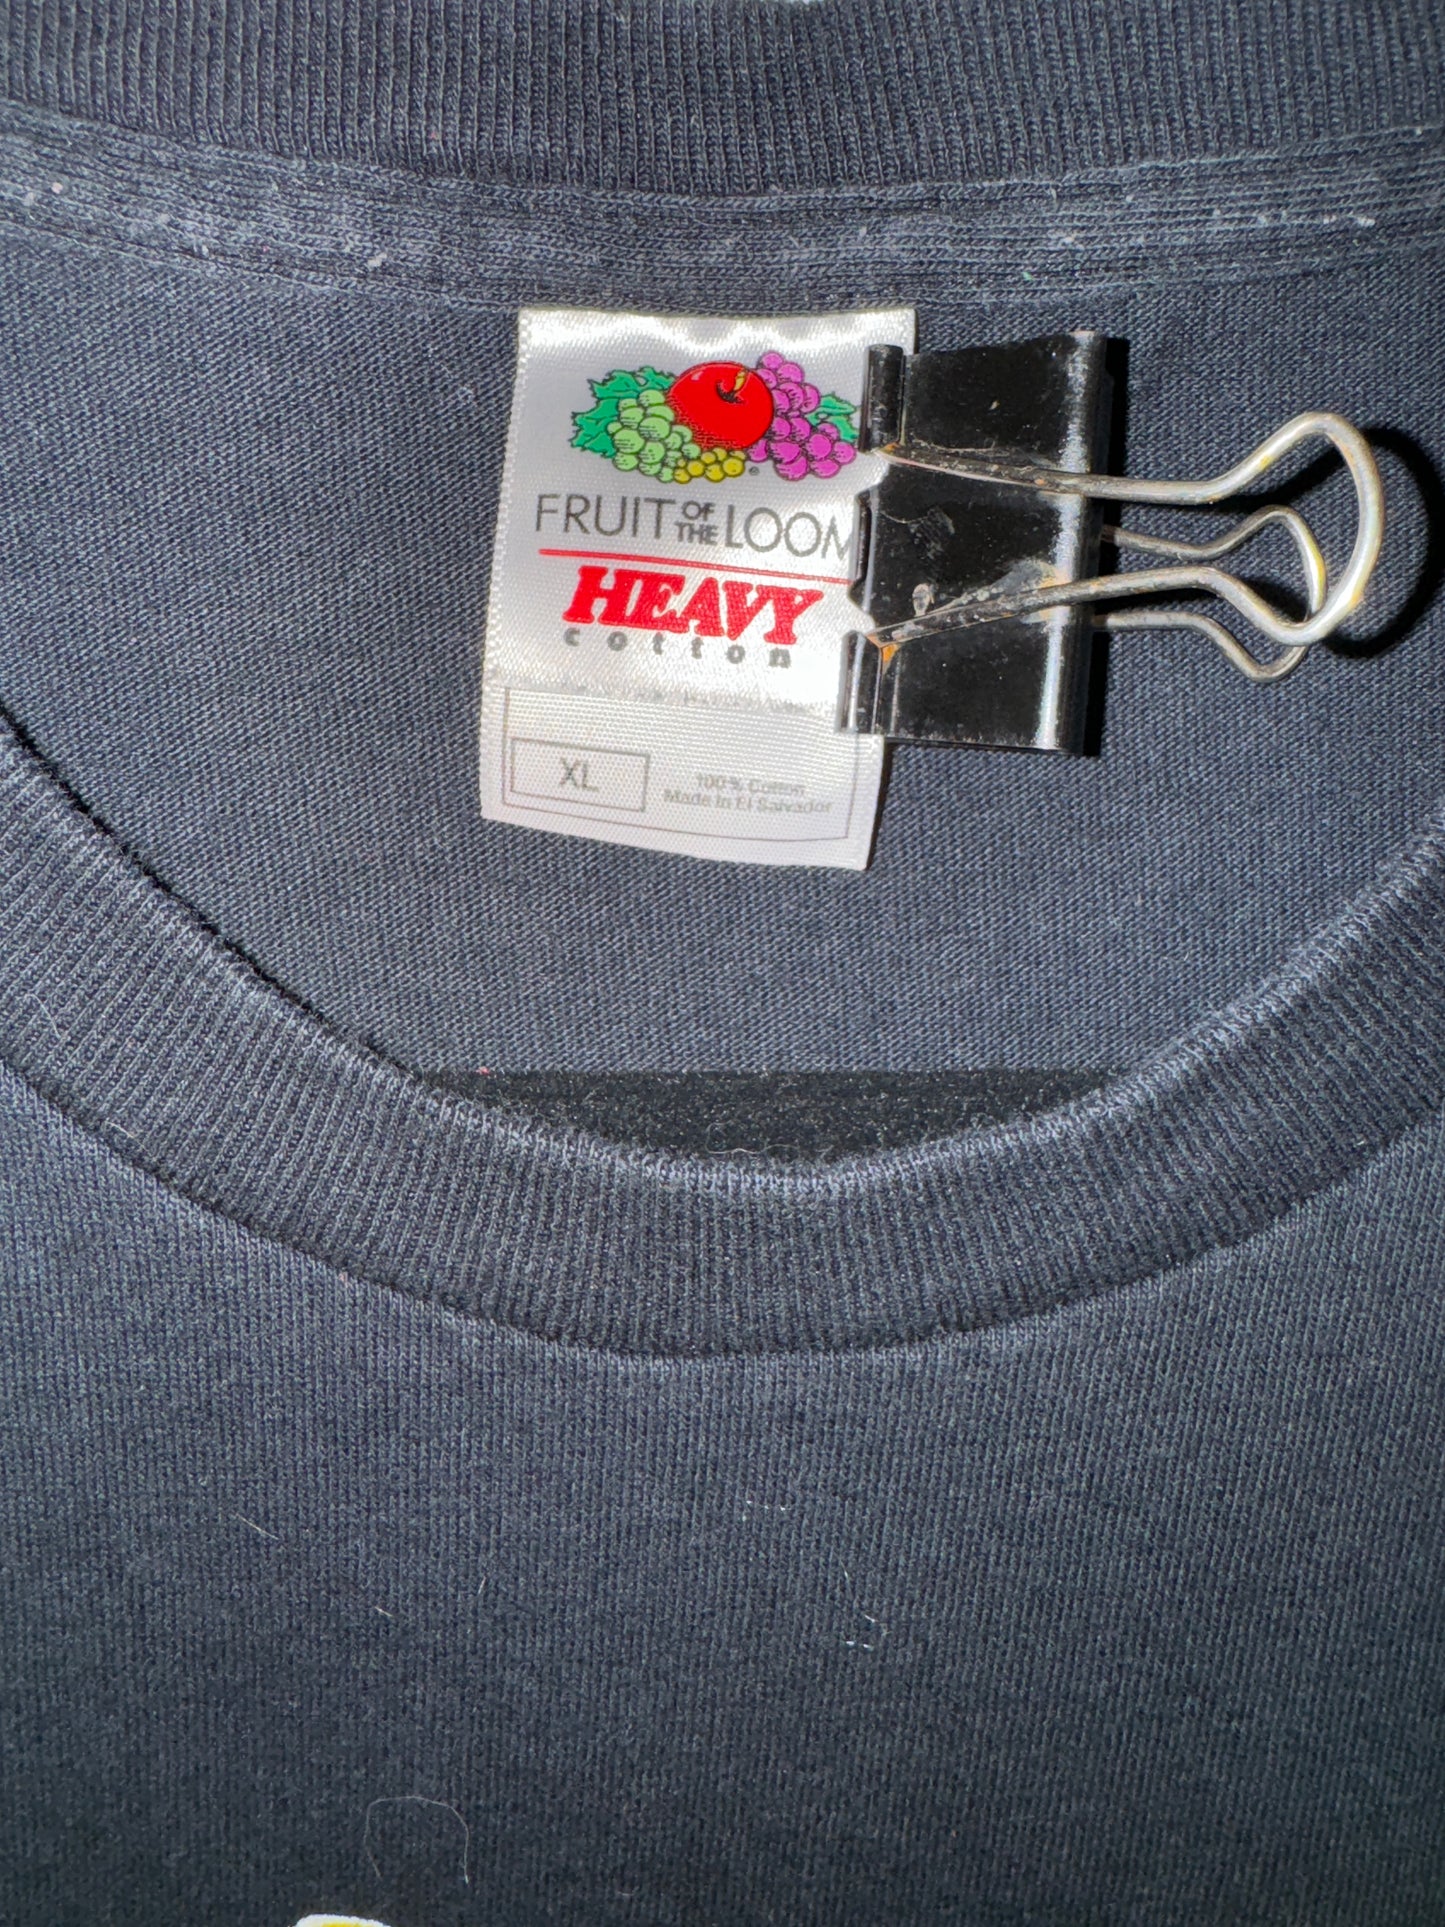 FRUIT OF THE LOOM
HEAVY
cotton
XL
100% Cotton
Made in El Salvador